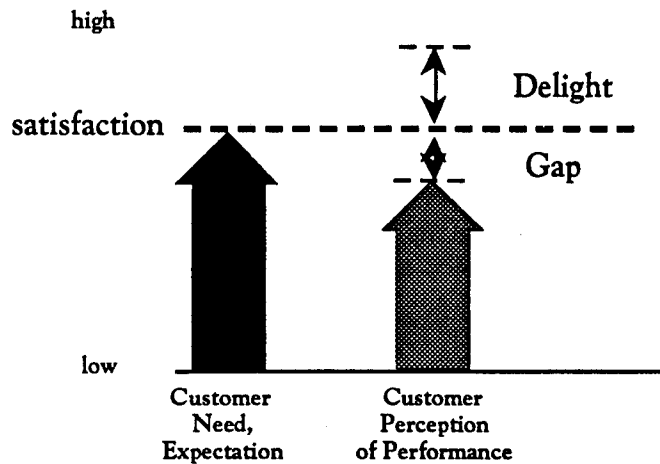 high
Delight
satisfaction
Gap
low
Customer
Need,
Expectation
Customer
Perception
of Performance